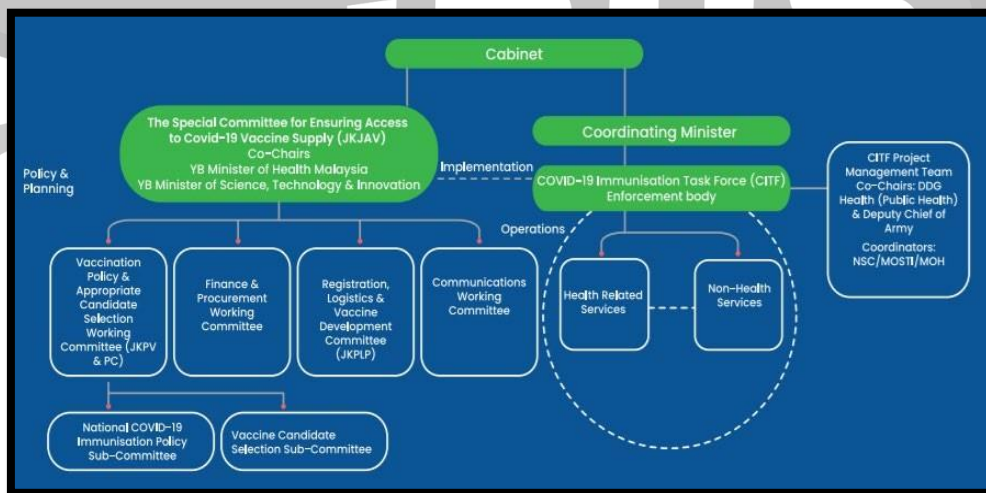 Cabinet
The Special Committee for Ensuring Access
to Covid-19 Vaccine Supply (JKJAV)
Co-Chairs
YB Minister of Health Malaysia
YB Minister of Science, Technology & Innovation
Coordinating Minister
Policy &
Planning
Implementation
COVID-19 Immunisation Task Force (CITF)
Enforcement body
CITF Project
Management Team
Co-Chairs: DDG
Health (Public Health)
& Deputy Chief of
Army
Coordinators:
NSC/MOSTI/MOH
Operations
Vaccination
Policy &
Appropriate
Candidate
Selection
Working
Committee (JKPV
& PC)
Finance &
Procurement
Working
Committee
Registration,
Logistics &
Vaccine
Development
Committee
(JKPLP)
Communications
Working
Committee
Health Related
Services
Non-Health
Services
National COVID-19
Immunisation Policy
Sub-Committee
Vaccine Candidate
Selection Sub-Committee